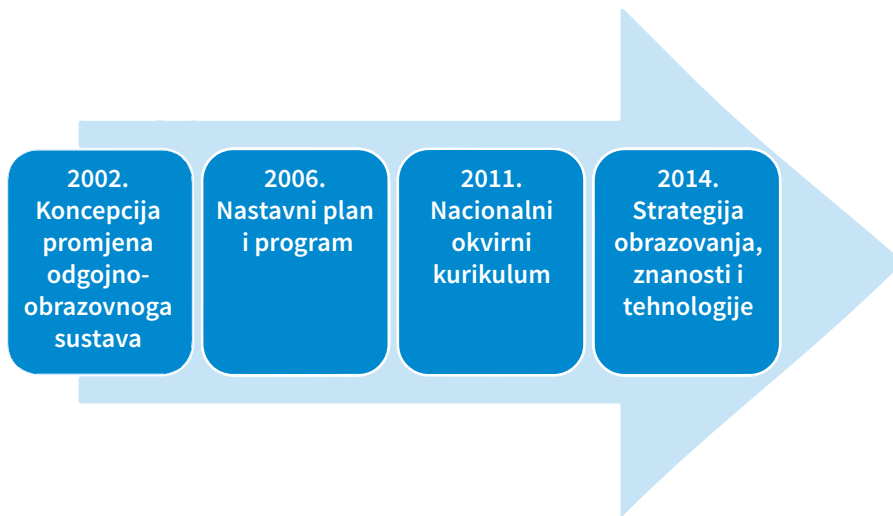 2002.
Koncepcija
promjena
odgojno-
obrazovnoga
sustava
2006.
Nastavni plan
i program
2011.
Nacionalni
okvirni
kurikulum
2014.
Strategija
obrazovanja,
znanosti i
tehnologije